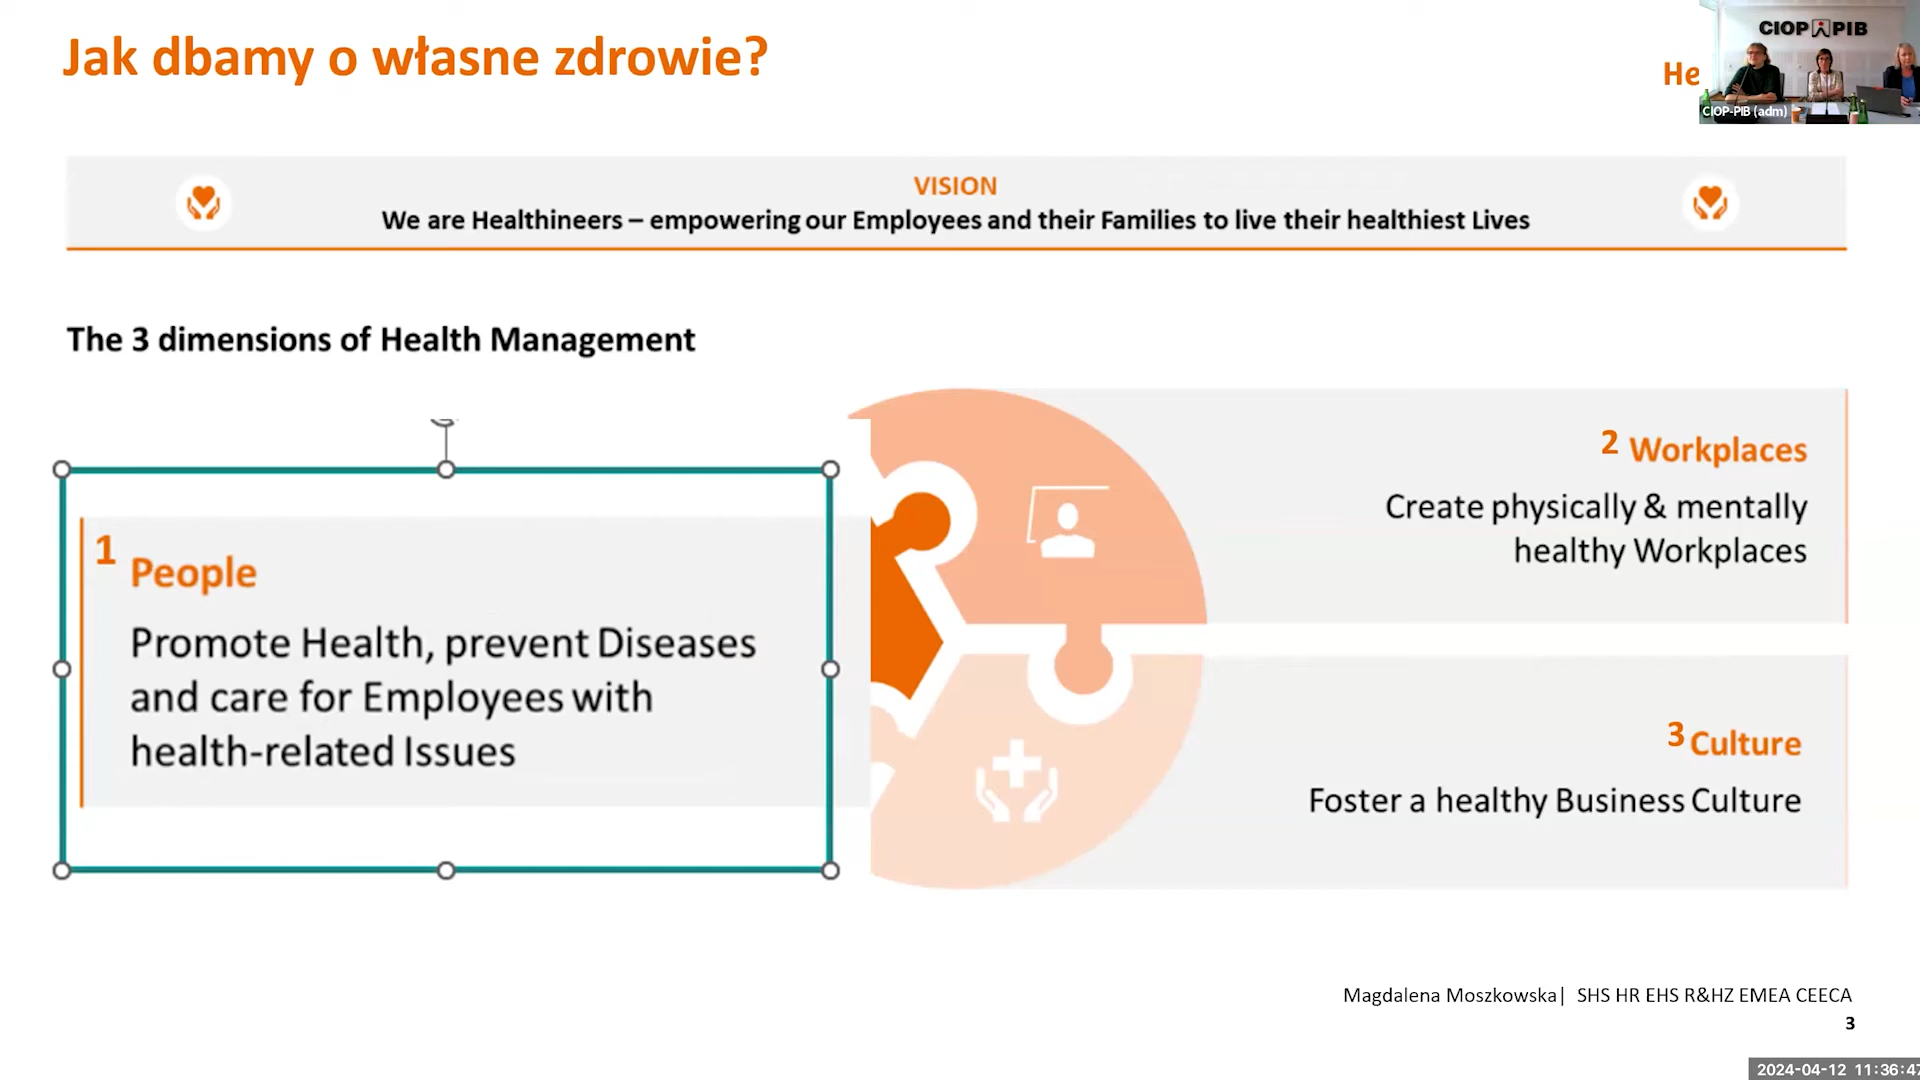 Jak dbamy o własne zdrowie?
He
CIOP PIB
CIOP-PIB (adm)
VISION
We are Healthineers – empowering our Employees and their Families to live their healthiest Lives
The 3 dimensions of Health Management
1 People
Promote Health, prevent Diseases
and care for Employees with
health-related Issues
2 Workplaces
Create physically & mentally
healthy Workplaces
3 Culture
Foster a healthy Business Culture
Magdalena Moszkowska| SHS HR EHS R&HZ EMEA CEECA
3
2024-04-12 11:36:47